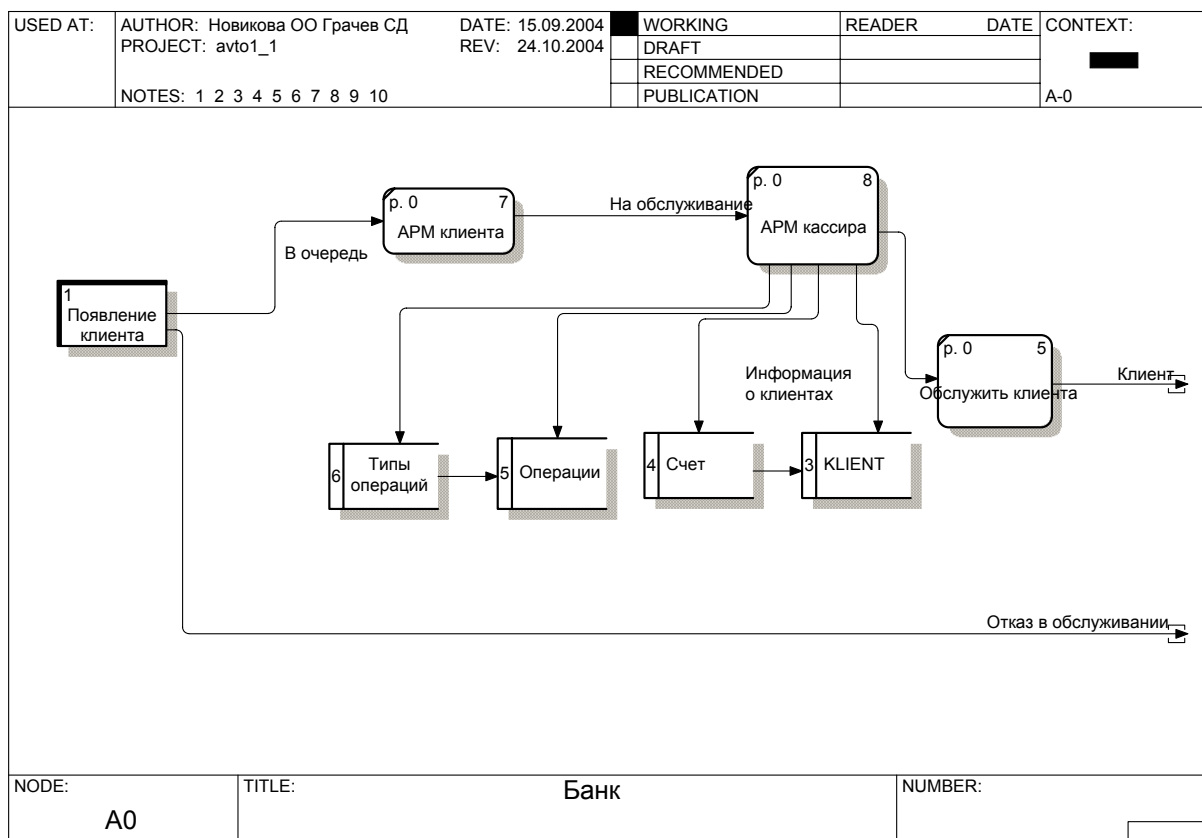 USED AT:
AUTHOR: Новикова ОО Грачев СД
DATE: 15.09.2004
PROJECT: avto1_1
REV: 24.10.2004
NOTES: 1 2 3 4 5 6 7 8 9 10
WORKING
DRAFT
RECOMMENDED
PUBLICATION
READER DATE
CONTEXT:
A-0
р. 0 8
АРМ кассира
р. 0 7
АРМ клиента
На обслуживание
В очередь
1
Появление
клиента
р. 0 5
Обслужить клиента
Клиент
Информация
о клиентах
6
Типы
операций
5 Операции
4 Счет
3 KLIENT
Отказ в обслуживании
NODE:
A0
TITLE:
Банк
NUMBER: